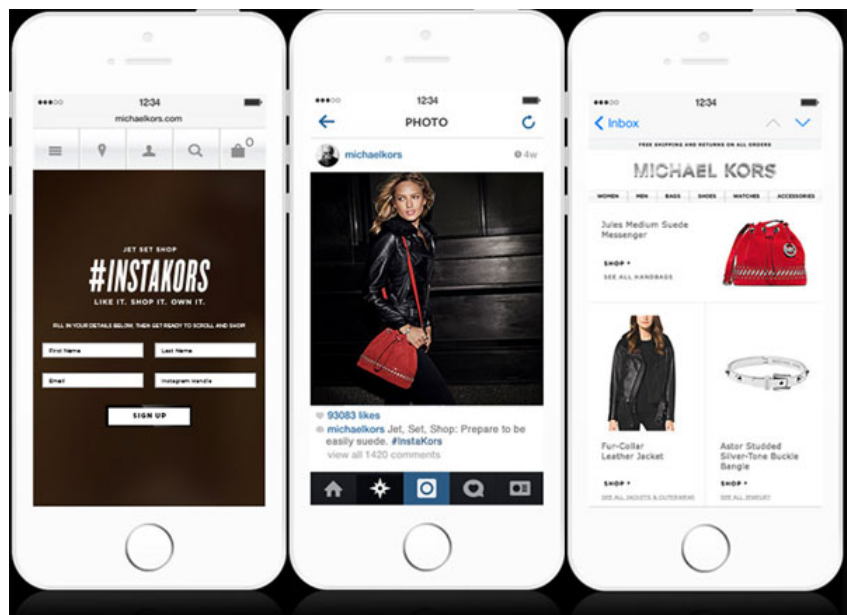 12:34
michaelkors.com
0
JET SET SHOP
#INSTAKORS
LIKE IT. SHOP IT. OWN IT.
FILL IN YOUR DETAILS BELOW, THEN GET READY TO SCROLL AND SHOP.
First Name
Last Name
Email
Instagram Handle
SIGN UP
12:34
PHOTO
michaelkors
4w
93083 likes
michaelkors Jet, Set, Shop: Prepare to be
easily suede. #InstaKors
view all 1420 comments
12:34
Inbox
FREE SHIPPING AND RETURNS ON ALL ORDERS
MICHAEL KORS
WOMEN MEN BAGS SHOES WATCHES ACCESSORIES
Jules Medium Suede
Messenger
SHOP
SEE ALL HANDBAGS
Fur-Collar
Leather Jacket
SHOP
SEE ALL JACKETS & OUTERWEAR
Astor Studded
Silver-Tone Buckle
Bangle
SHOP
SEE ALL JEWELRY